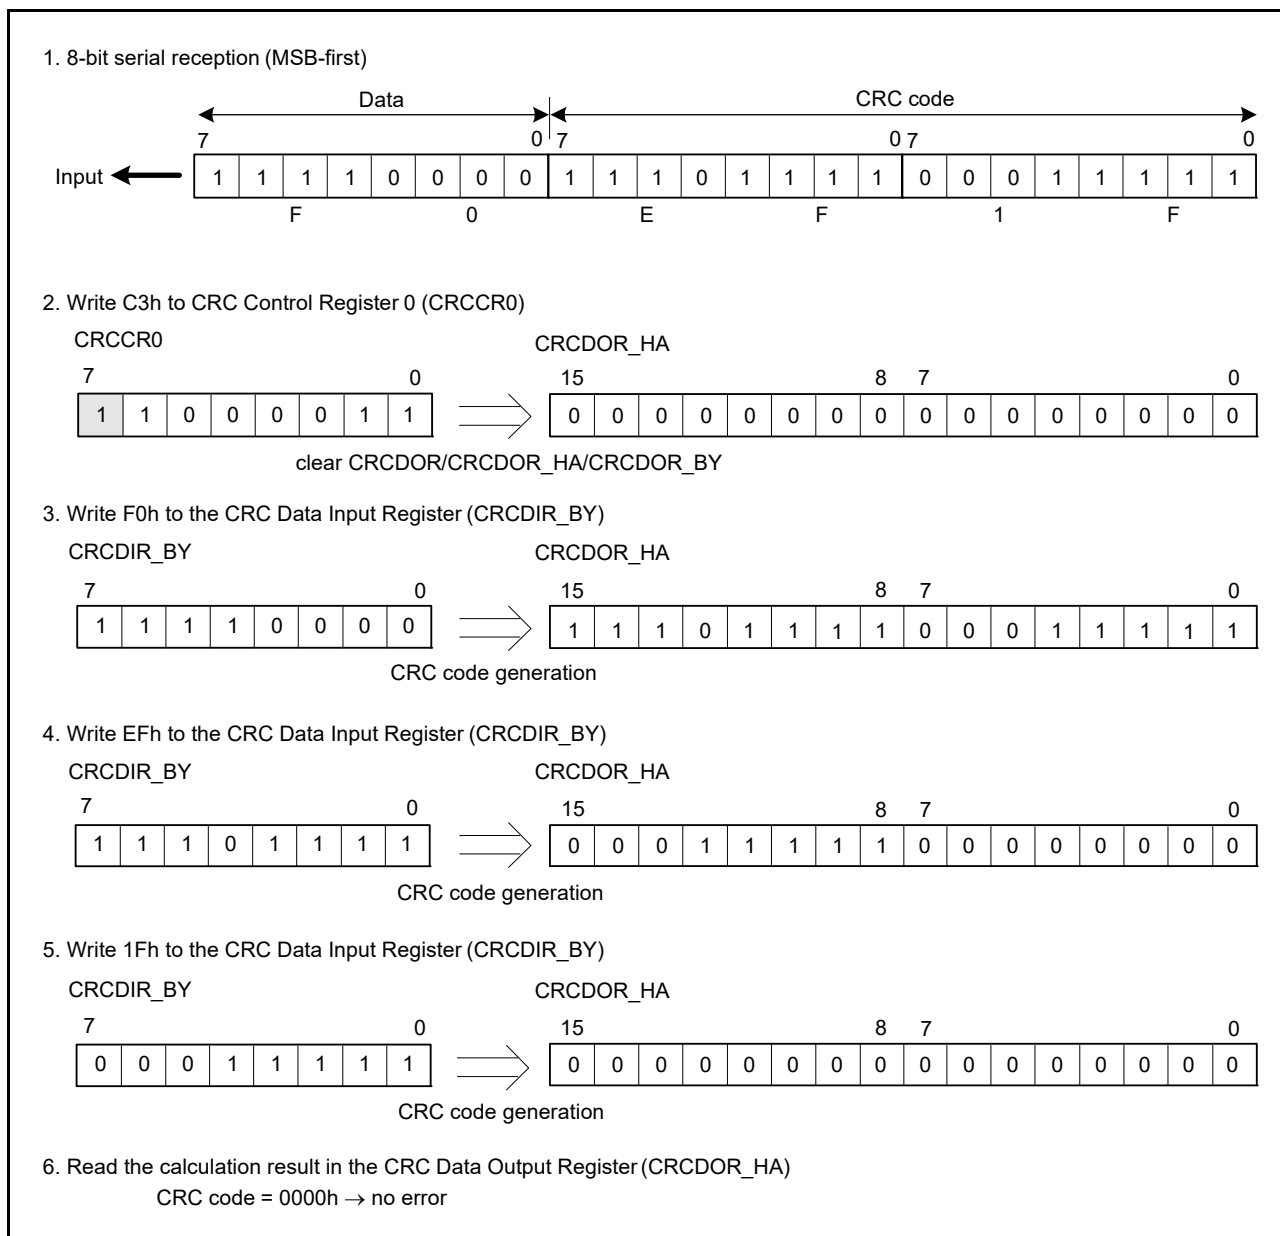 1. 8-bit serial reception (MSB-first)
Data CRC code
7 0 7 0 7 0
Input 1 1 1 1 0 0 0 0 1 1 1 0 1 1 1 1 0 0 0 1 1 1 1 1
F 0 E F 1 F
2. Write C3h to CRC Control Register 0 (CRCCR0)
CRCCR0 CRCDOR_HA
7 0 15 8 7 0
1 1 0 0 0 0 1 1 0 0 0 0 0 0 0 0 0 0 0 0 0 0 0 0
clear CRCDOR/CRCDOR_HA/CRCDOR_BY
3. Write F0h to the CRC Data Input Register (CRCDIR_BY)
CRCDIR_BY CRCDOR_HA
7 0 15 8 7 0
1 1 1 1 0 0 0 0 1 1 1 0 1 1 1 1 0 0 0 1 1 1 1 1
CRC code generation
4. Write EFh to the CRC Data Input Register (CRCDIR_BY)
CRCDIR_BY CRCDOR_HA
7 0 15 8 7 0
1 1 1 0 1 1 1 1 0 0 0 1 1 1 1 1 0 0 0 0 0 0 0 0
CRC code generation
5. Write 1Fh to the CRC Data Input Register (CRCDIR_BY)
CRCDIR_BY CRCDOR_HA
7 0 15 8 7 0
0 0 0 1 1 1 1 1 0 0 0 0 0 0 0 0 0 0 0 0 0 0 0 0
CRC code generation
6. Read the calculation result in the CRC Data Output Register (CRCDOR_HA)
CRC code = 0000h → no error